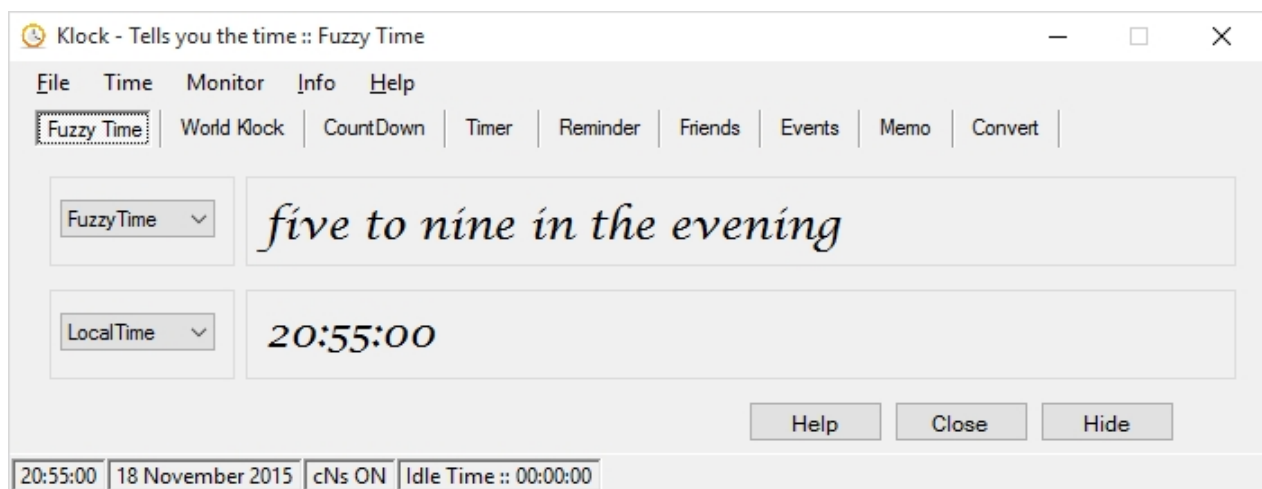 Klock - Tells you the time :: Fuzzy Time
File Time Monitor Info Help
Fuzzy Time World Klock CountDown Timer Reminder Friends Events Memo Convert
FuzzyTime five to nine in the evening
LocalTime 20:55:00
Help Close Hide
20:55:00 18 November 2015 cNs ON Idle Time :: 00:00:00